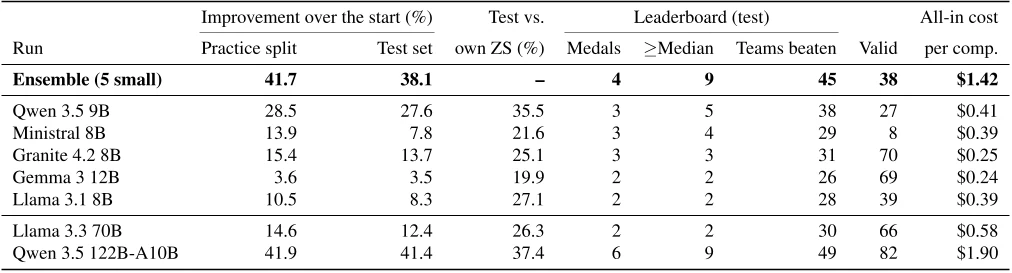 Improvement over the start (%) Test vs. Leaderboard (test) All-in cost
Run Practice split Test set own ZS (%) Medals ≥Median Teams beaten Valid per comp.
Ensemble (5 small) 41.7 38.1 – 4 9 45 38 $1.42
Qwen 3.5 9B 28.5 27.6 35.5 3 5 38 27 $0.41
Ministral 8B 13.9 7.8 21.6 3 4 29 8 $0.39
Granite 4.2 8B 15.4 13.7 25.1 3 3 31 70 $0.25
Gemma 3 12B 3.6 3.5 19.9 2 2 26 69 $0.24
Llama 3.1 8B 10.5 8.3 27.1 2 2 28 39 $0.39
Llama 3.3 70B 14.6 12.4 26.3 2 2 30 66 $0.58
Qwen 3.5 122B-A10B 41.9 41.4 37.4 6 9 49 82 $1.90